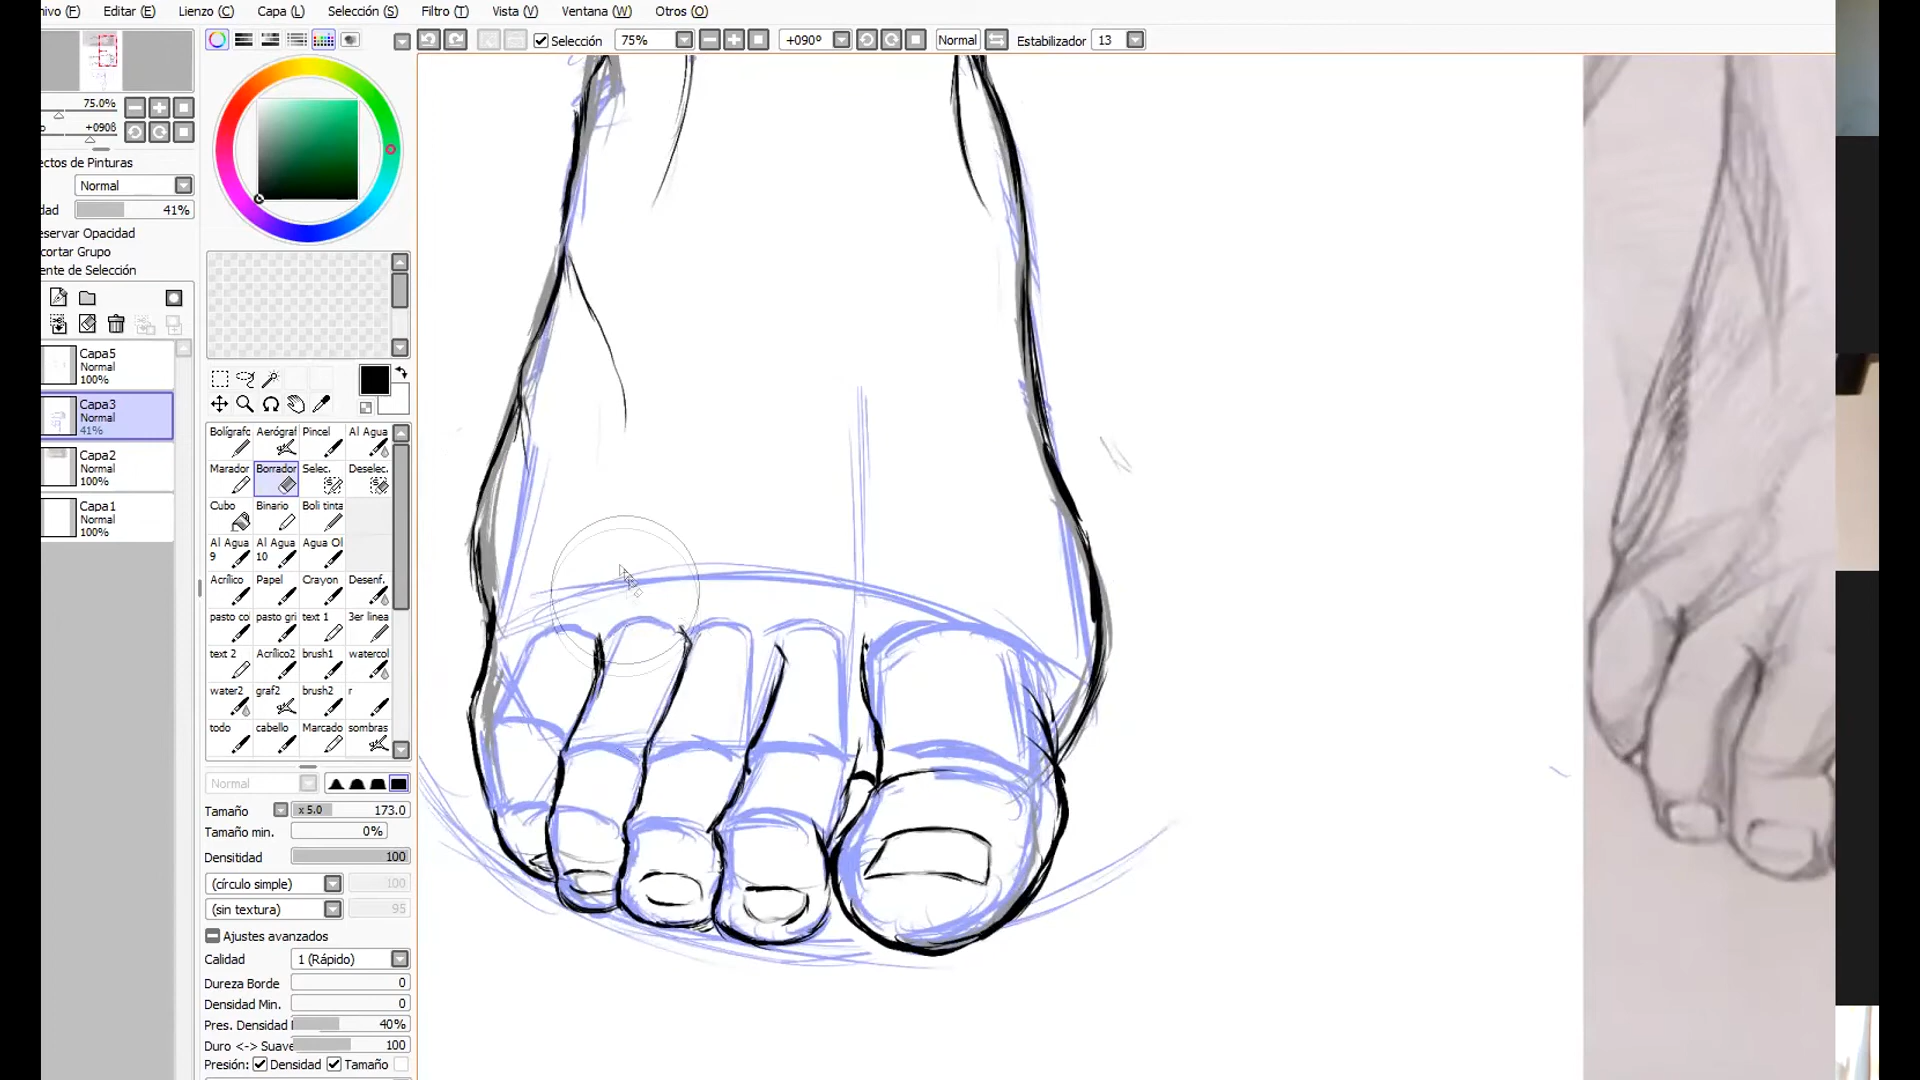 nivo (F) Editar (E) Lienzo (C) Capa (L) Selección (S) Filtro (T) Vista (V) Ventana (W) Otros (O)
Selección 75% +090º Normal Estabilizador 13
75.0%
o +090º
ectos de Pinturas
Normal
dad 41%
eservar Opacidad
cortar Grupo
ente de Selección
Capa5
Normal
100%
Capa3
Normal
41%
Capa2
Normal
100%
Capa1
Normal
100%
Bolígrafo Aerógraf Pincel Al Agua
Marador Borrador Selec. Deselec.
Cubo Binario Boli tinta
Al Agua 9 Al Agua 10 Agua Ol
Acrílico Papel Crayon Desenf.
pasto co pasto gri text 1 3er linea
text 2 Acrílico2 brush1 watercol
water2 graf2 brush2 r
todo cabello Marcado sombras
Normal
Tamaño x 5.0 173.0
Tamaño min. 0%
Densitidad 100
(círculo simple) 100
(sin textura) 95
Ajustes avanzados
Calidad 1 (Rápido)
Dureza Borde 0
Densidad Min. 0
Pres. Densidad 40%
Duro <-> Suave 100
Presión: Densidad Tamaño